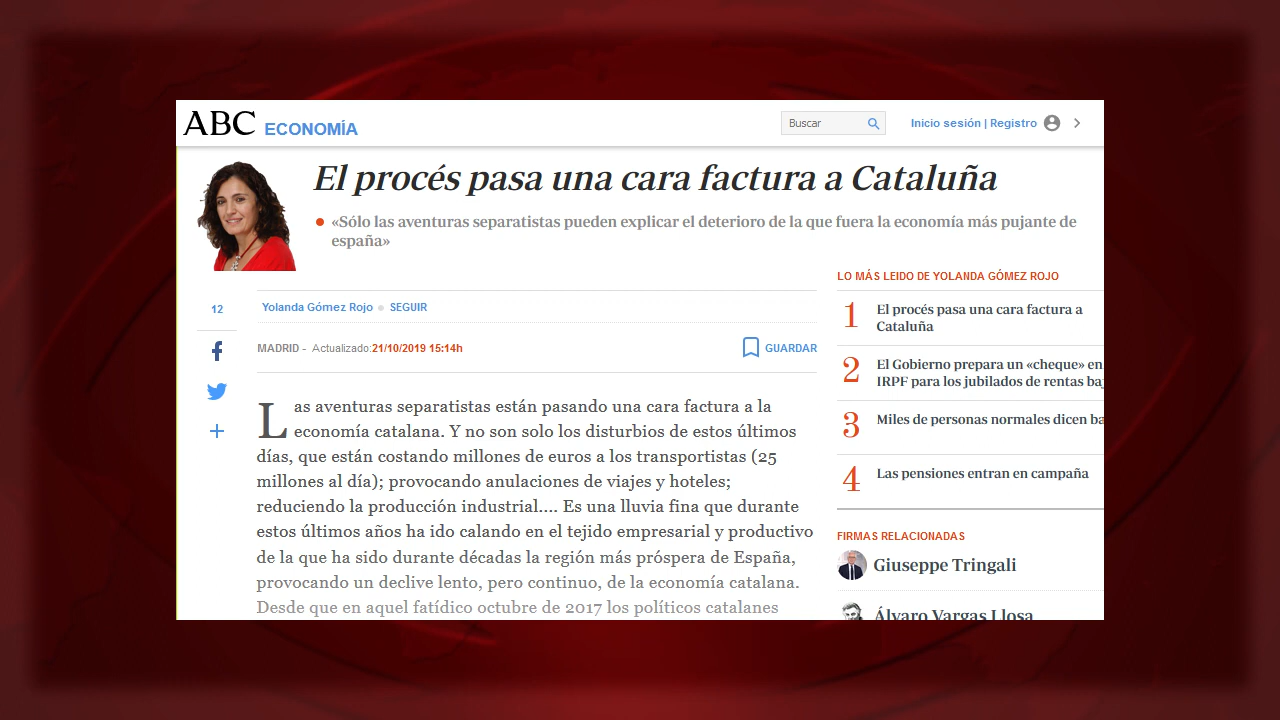 ABC ECONOMÍA
Buscar
Inicio sesión | Registro
El procés pasa una cara factura a Cataluña
«Sólo las aventuras separatistas pueden explicar el deterioro de la que fuera la economía más pujante de
españa»
12
Yolanda Gómez Rojo SEGUIR
MADRID - Actualizado:21/10/2019 15:14h
GUARDAR
Las aventuras separatistas están pasando una cara factura a la
economía catalana. Y no son solo los disturbios de estos últimos
días, que están costando millones de euros a los transportistas (25
millones al día); provocando anulaciones de viajes y hoteles;
reduciendo la producción industrial.... Es una lluvia fina que durante
estos últimos años ha ido calando en el tejido empresarial y productivo
de la que ha sido durante décadas la región más próspera de España,
provocando un declive lento, pero continuo, de la economía catalana.
Desde que en aquel fatídico octubre de 2017 los políticos catalanes
LO MÁS LEIDO DE YOLANDA GÓMEZ ROJO
1
El procés pasa una cara factura a
Cataluña
2
El Gobierno prepara un «cheque» en
IRPF para los jubilados de rentas ba
3
Miles de personas normales dicen ba
4
Las pensiones entran en campaña
FIRMAS RELACIONADAS
Giuseppe Tringali
Álvaro Vargas Llosa